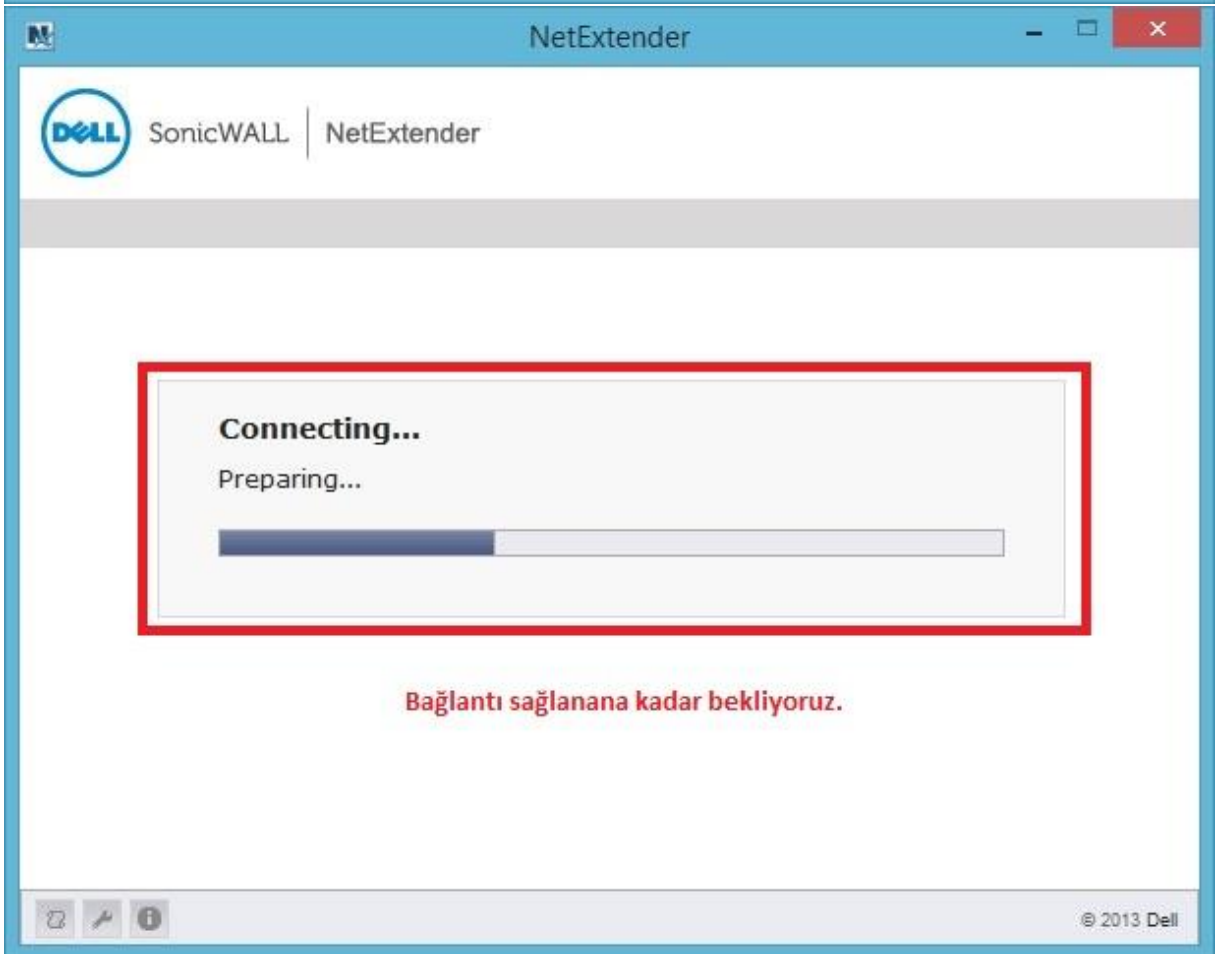 NetExtender
DELL SonicWALL | NetExtender
Connecting...
Preparing...
Bağlantı sağlanana kadar bekliyoruz.
© 2013 Dell